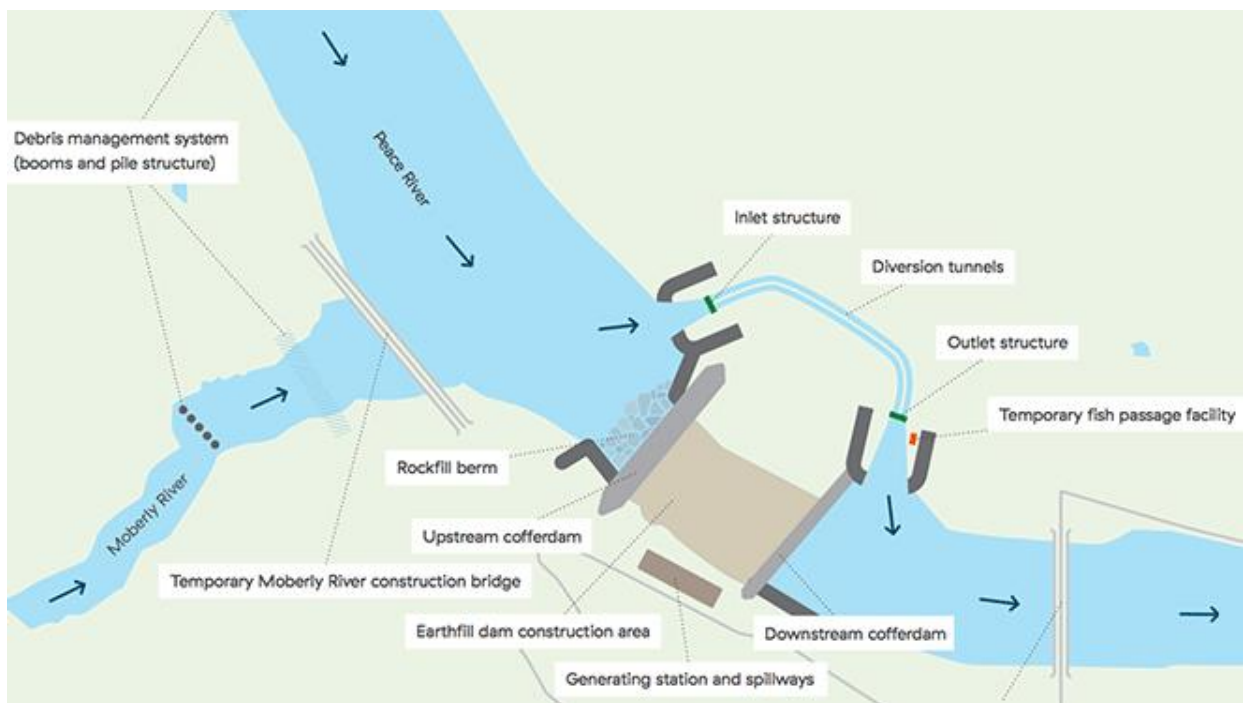 Debris management system
(booms and pile structure)
Peace River
Inlet structure
Diversion tunnels
Outlet structure
Temporary fish passage facility
Rockfill berm
Moberly River
Upstream cofferdam
Temporary Moberly River construction bridge
Earthfill dam construction area
Downstream cofferdam
Generating station and spillways